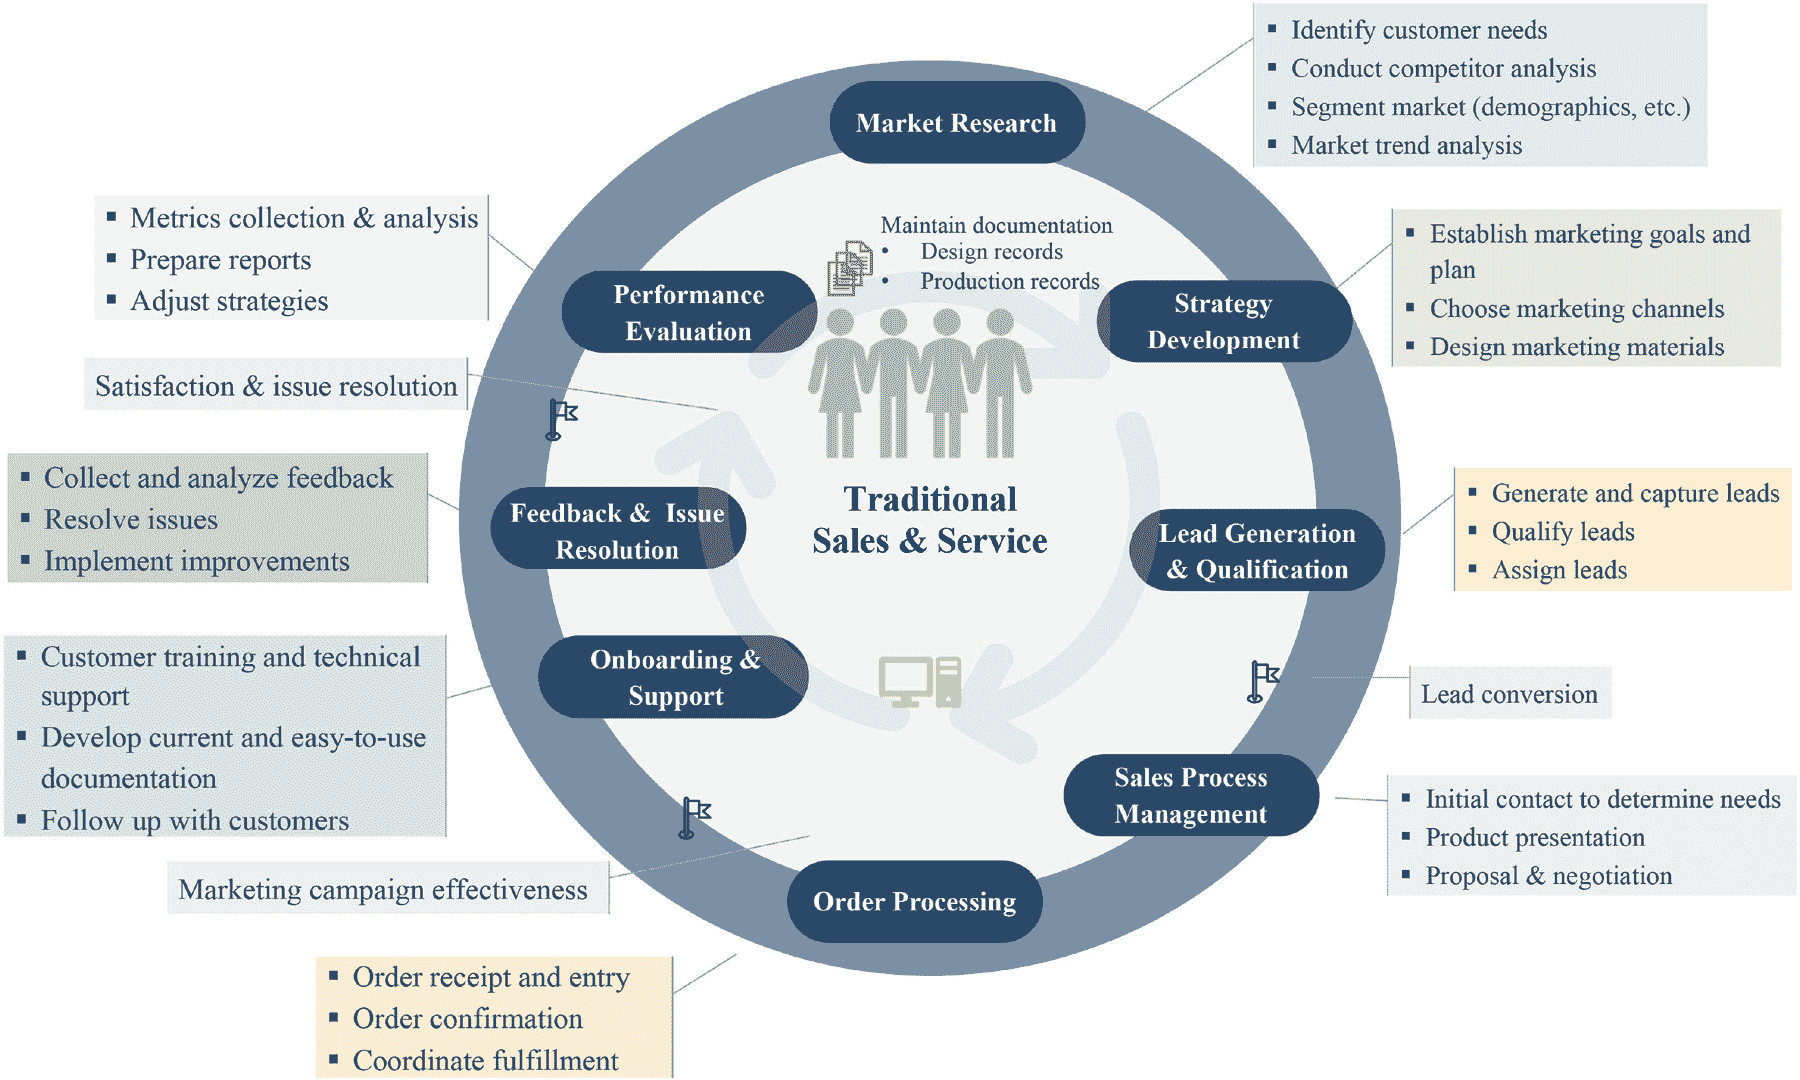 Market Research
▪ Identify customer needs
▪ Conduct competitor analysis
▪ Segment market (demographics, etc.)
▪ Market trend analysis
Strategy
Development
▪ Establish marketing goals and
plan
▪ Choose marketing channels
▪ Design marketing materials
Lead Generation
& Qualification
▪ Generate and capture leads
▪ Qualify leads
▪ Assign leads
Lead conversion
Sales Process
Management
▪ Initial contact to determine needs
▪ Product presentation
▪ Proposal & negotiation
Order Processing
▪ Order receipt and entry
▪ Order confirmation
▪ Coordinate fulfillment
Marketing campaign effectiveness
Onboarding &
Support
▪ Customer training and technical
support
▪ Develop current and easy-to-use
documentation
▪ Follow up with customers
Feedback & Issue
Resolution
▪ Collect and analyze feedback
▪ Resolve issues
▪ Implement improvements
Satisfaction & issue resolution
Performance
Evaluation
▪ Metrics collection & analysis
▪ Prepare reports
▪ Adjust strategies
Maintain documentation
• Design records
• Production records
Traditional
Sales & Service